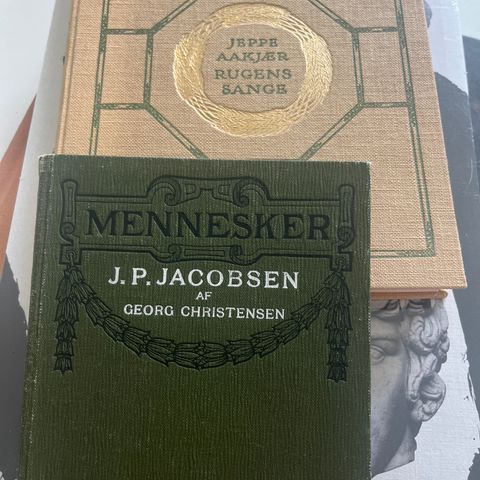 JEPPE
AAKJÆR
RUGENS
SANGE
MENNESKER
J.P. JACOBSEN
AF
GEORG CHRISTENSEN